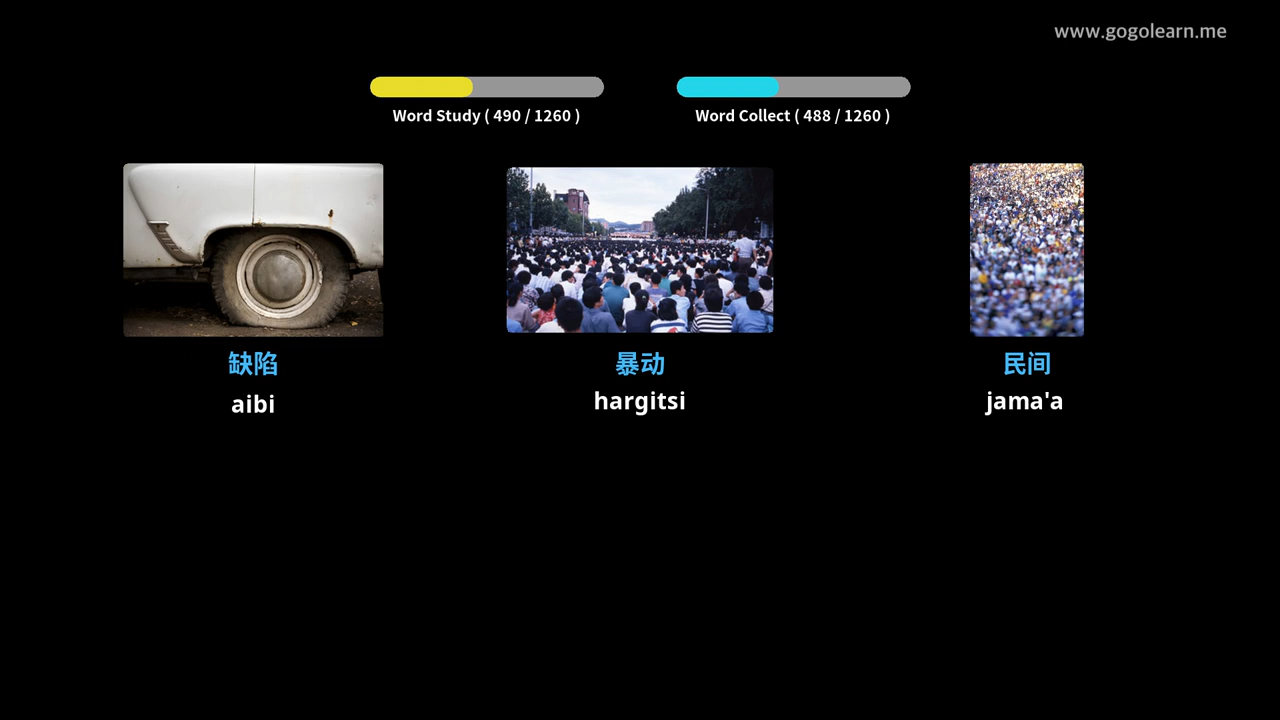 www.gogolearn.me
Word Study ( 490 / 1260 )
Word Collect ( 488 / 1260 )
缺陷
暴动
民间
aibi
hargitsi
jama'a